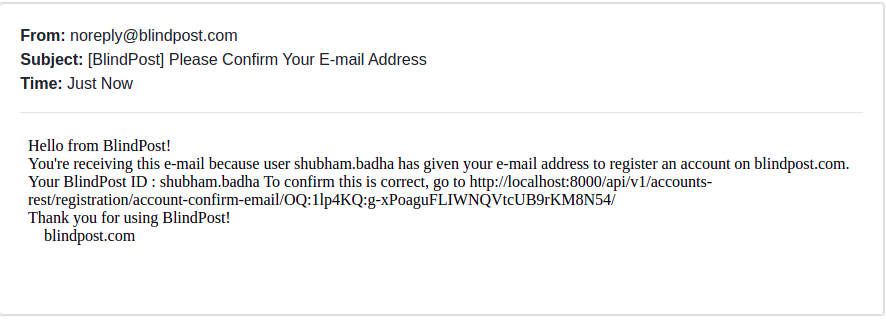 From: noreply@blindpost.com
Subject: [BlindPost] Please Confirm Your E-mail Address
Time: Just Now
Hello from BlindPost!
You're receiving this e-mail because user shubham.badha has given your e-mail address to register an account on blindpost.com.
Your BlindPost ID : shubham.badha To confirm this is correct, go to http://localhost:8000/api/v1/accounts-
rest/registration/account-confirm-email/OQ:1lp4KQ:g-xPoaguFLIWNQVtcUB9rKM8N54/
Thank you for using BlindPost!
blindpost.com